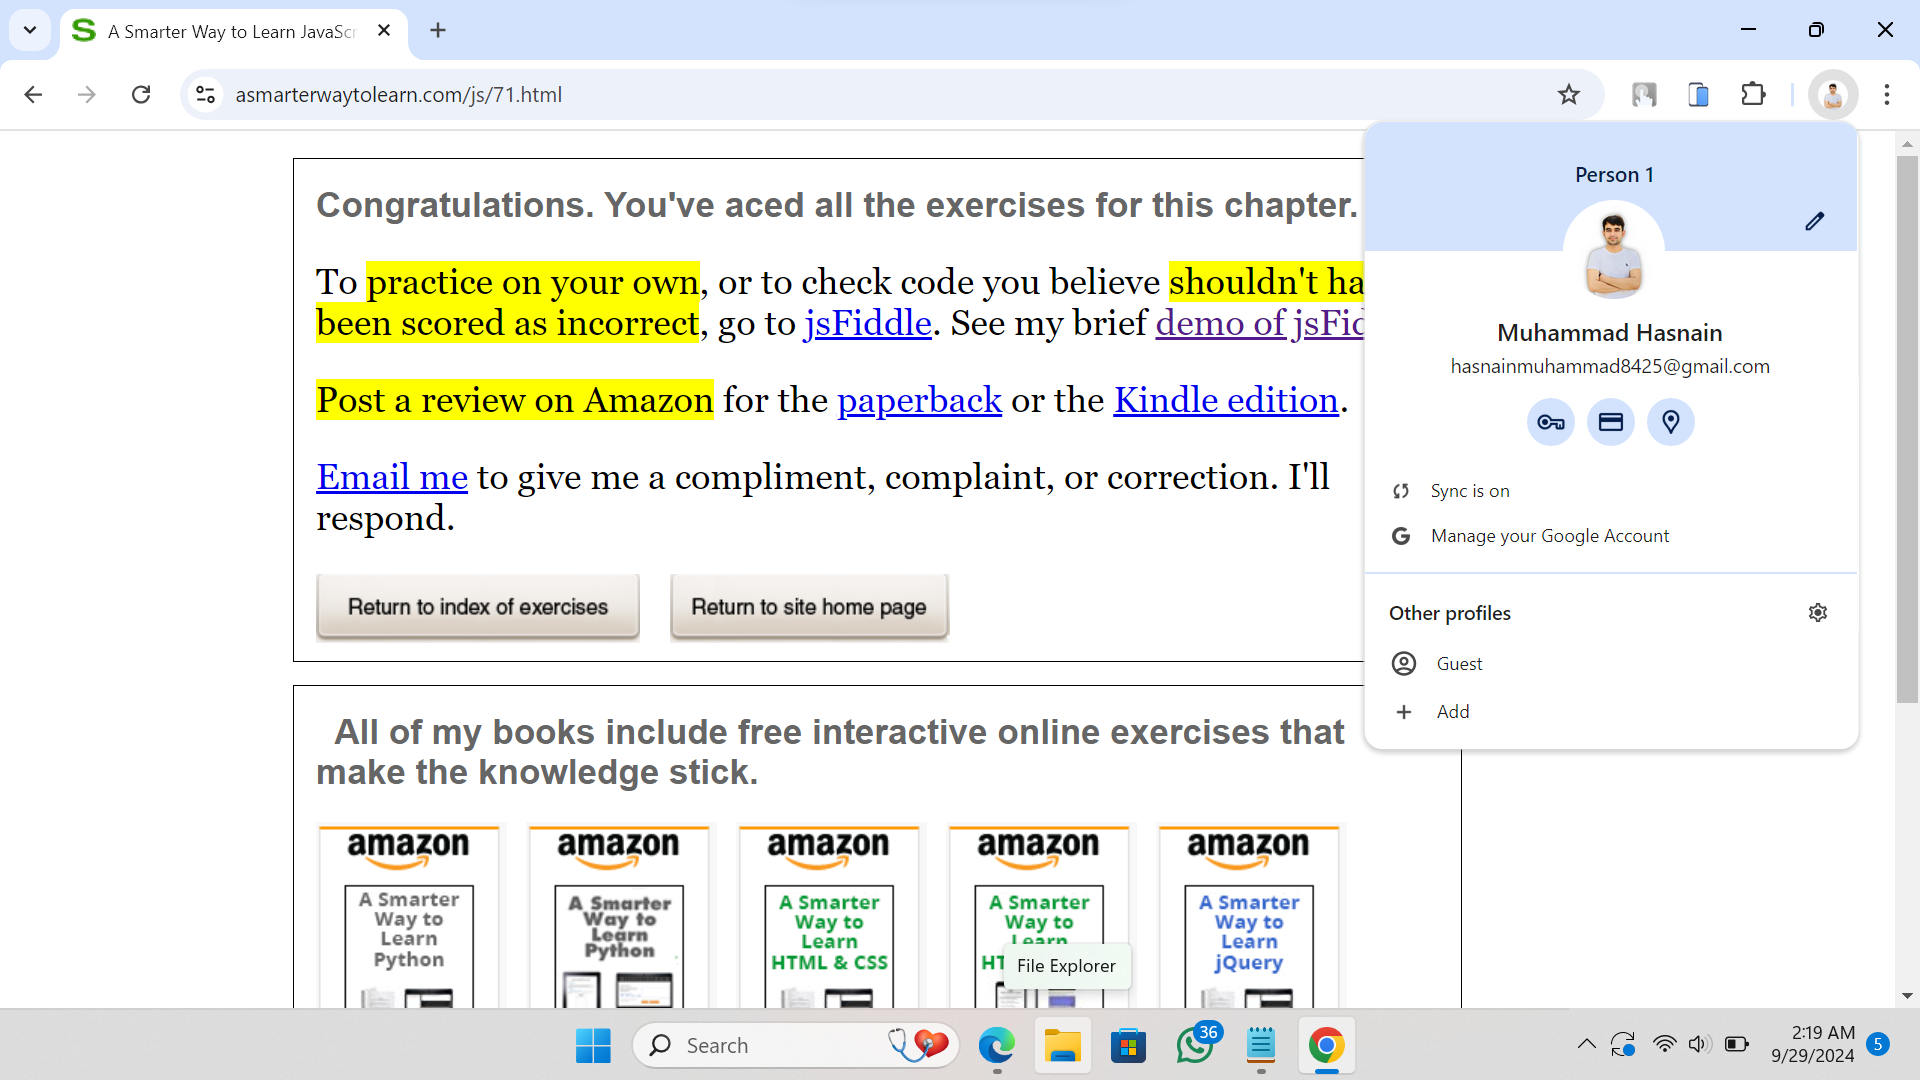 A Smarter Way to Learn JavaScr
asmarterwaytolearn.com/js/71.html
Congratulations. You've aced all the exercises for this chapter.
To practice on your own, or to check code you believe shouldn't ha
been scored as incorrect, go to jsFiddle. See my brief demo of jsFid
Post a review on Amazon for the paperback or the Kindle edition.
Email me to give me a compliment, complaint, or correction. I'll
respond.
Return to index of exercises
Return to site home page
Person 1
Muhammad Hasnain
hasnainmuhammad8425@gmail.com
Sync is on
Manage your Google Account
Other profiles
Guest
Add
All of my books include free interactive online exercises that
make the knowledge stick.
amazon
A Smarter
Way to
Learn
Python
amazon
A Smarter
Way to
Learn
Python
amazon
A Smarter
Way to
Learn
HTML & CSS
amazon
A Smarter
Way to
Learn
HT
File Explorer
amazon
A Smarter
Way to
Learn
jQuery
Search
36
2:19 AM
9/29/2024
5